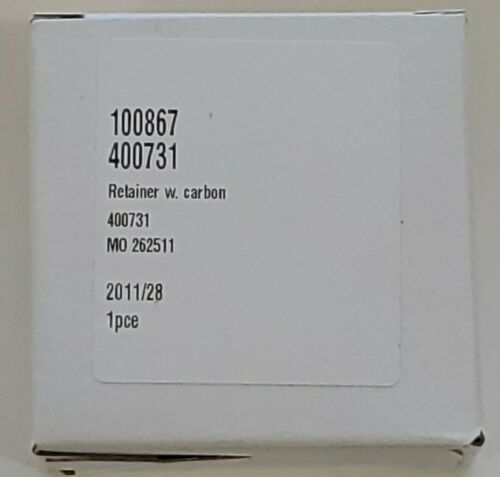 100867
400731
Retainer w. carbon
400731
MO 262511
2011/28
1pce